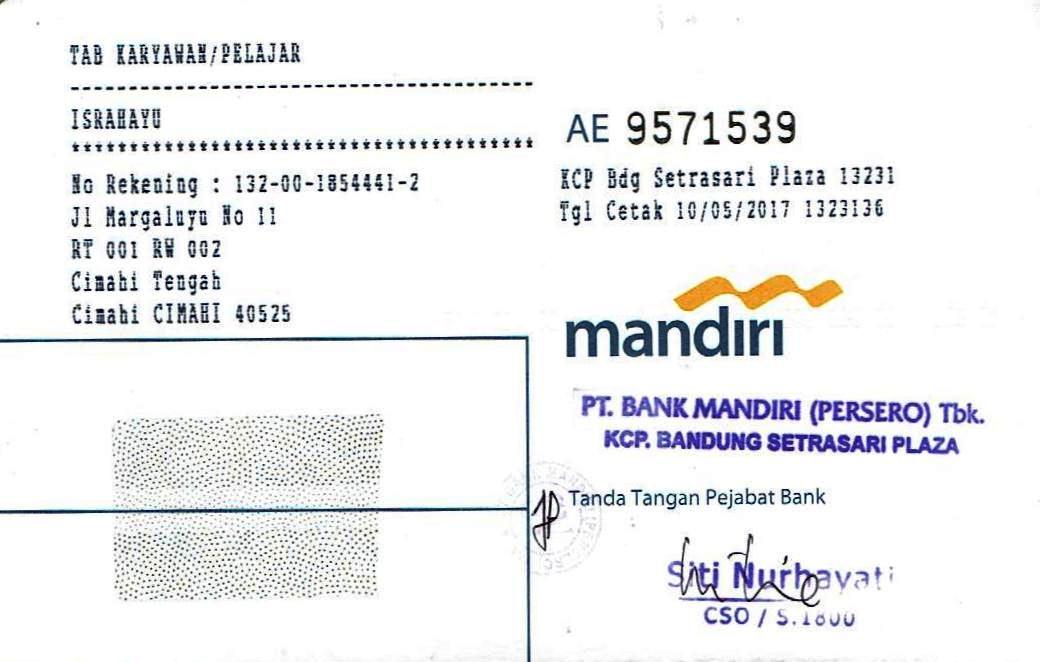 TAB KARYAWAN/PELAJAR
------------------------------------
ISRAHAYU
****************************************
No Rekening : 132-00-1854441-2
Jl Margaluyu No 11
RT 001 RW 002
Cimahi Tengah
Cimahi CIMAHI 40525
AE 9571539
KCP Bdg Setrasari Plaza 13231
Tgl Cetak 10/05/2017 1323136
mandiri
PT. BANK MANDIRI (PERSERO) Tbk.
KCP. BANDUNG SETRASARI PLAZA
Tanda Tangan Pejabat Bank
Siti Nurhayati
CSO / S.1800